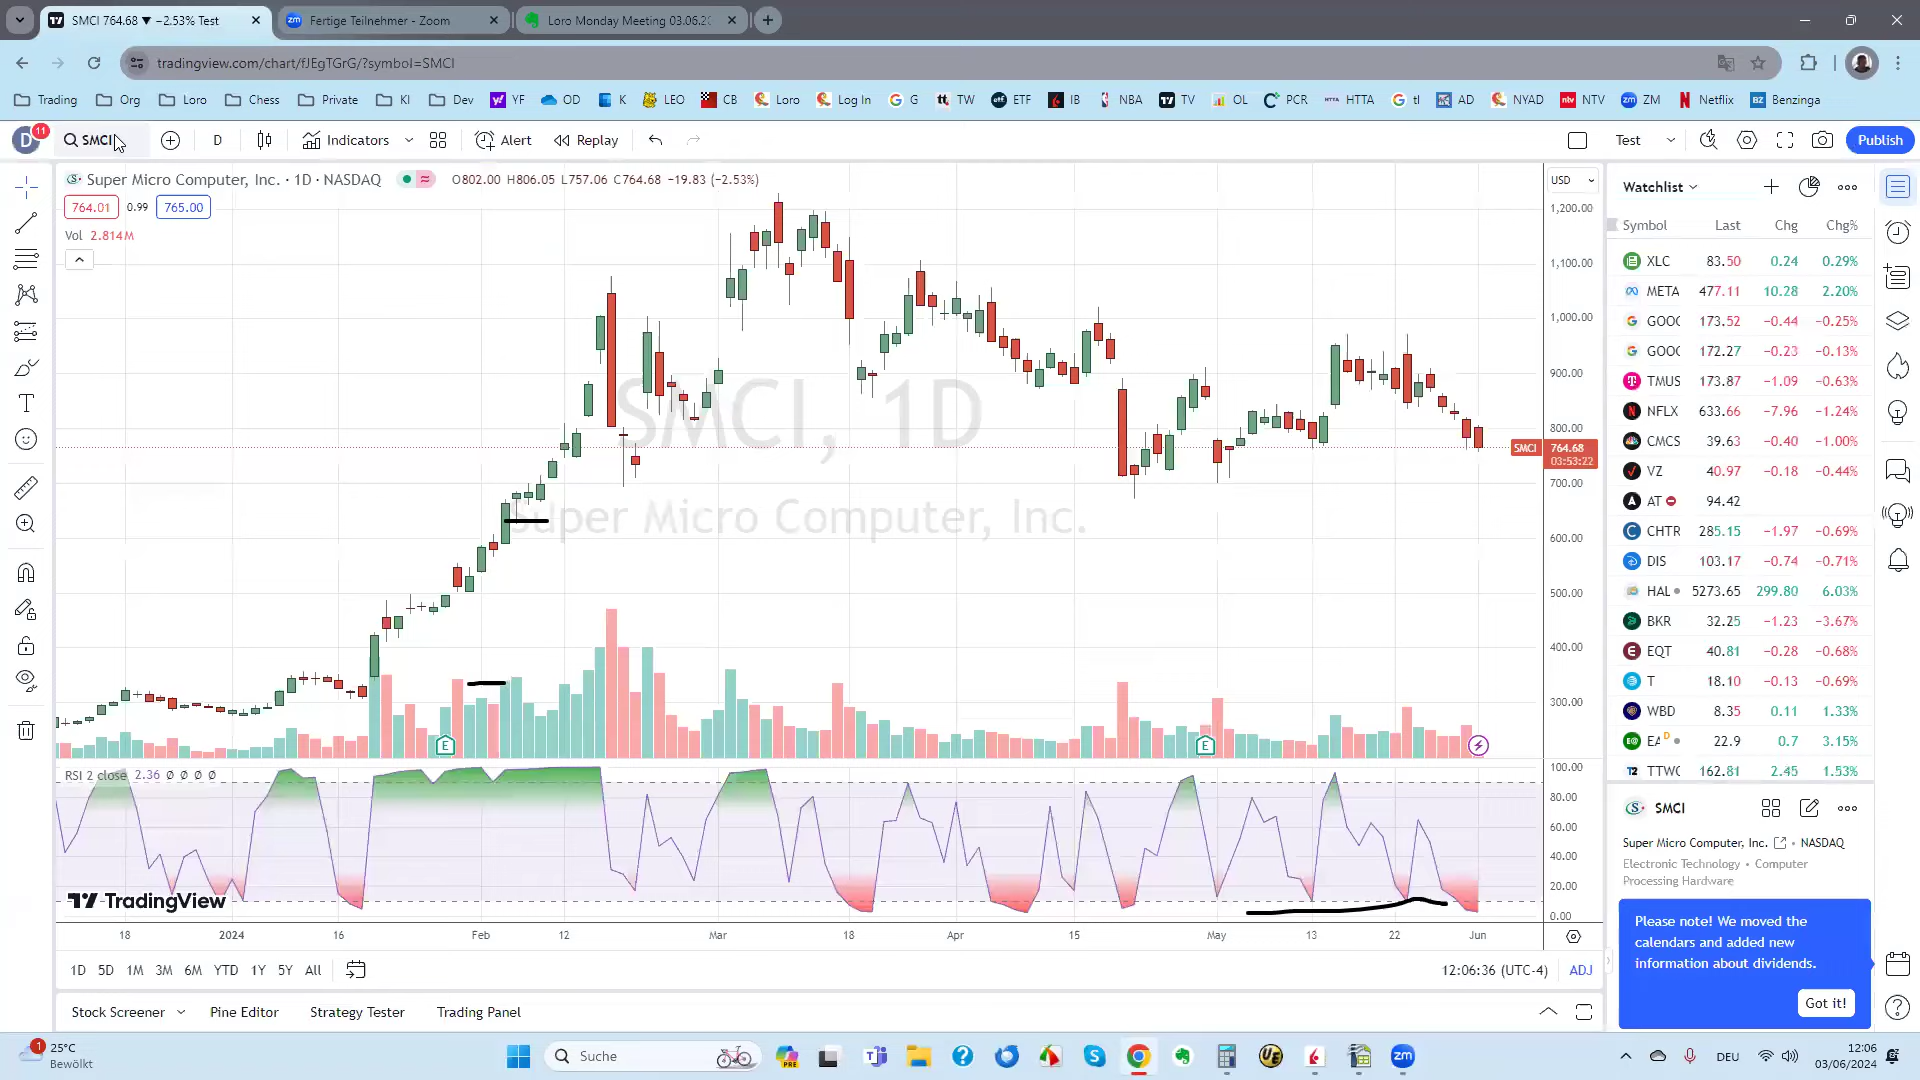 SMCI 764.68 ▼ −2.53% Test
Fertige Teilnehmer - Zoom
Loro Monday Meeting 03.06.20
tradingview.com/chart/fJEgTGrG/?symbol=SMCI
Trading Org Loro Chess Private KI Dev YF OD K LEO CB Loro Log In G TW ETF IB NBA TV OL PCR HTTA tl AD NYAD NTV ZM Netflix Benzinga
D 11 SMCI D Indicators Alert Replay Test Publish
Super Micro Computer, Inc. · 1D · NASDAQ O802.00 H806.05 L757.06 C764.68 −19.83 (−2.53%)
764.01 0.99 765.00
Vol 2.814M
USD
1,200.00
1,100.00
1,000.00
900.00
800.00
SMCI 764.68
03:53:22
700.00
600.00
500.00
400.00
300.00
SMCI, 1D
Super Micro Computer, Inc.
E E
RSI 2 close 2.36 Ø Ø Ø Ø
100.00
80.00
60.00
40.00
20.00
0.00
TradingView
18 2024 16 Feb 12 Mar 18 Apr 15 May 13 22 Jun
1D 5D 1M 3M 6M YTD 1Y 5Y All 12:06:36 (UTC-4) ADJ
Stock Screener Pine Editor Strategy Tester Trading Panel
Watchlist
Symbol Last Chg Chg%
XLC 83.50 0.24 0.29%
META 477.11 10.28 2.20%
GOOG 173.52 −0.44 −0.25%
GOOG 172.27 −0.23 −0.13%
TMUS 173.87 −1.09 −0.63%
NFLX 633.66 −7.96 −1.24%
CMCS 39.63 −0.40 −1.00%
VZ 40.97 −0.18 −0.44%
AT 94.42
CHTR 285.15 −1.97 −0.69%
DIS 103.17 −0.74 −0.71%
HAL 5273.65 299.80 6.03%
BKR 32.25 −1.23 −3.67%
EQT 40.81 −0.28 −0.68%
T 18.10 −0.13 −0.69%
WBD 8.35 0.11 1.33%
EA D 22.9 0.7 3.15%
TTWO 162.81 2.45 1.53%
SMCI
Super Micro Computer, Inc. • NASDAQ
Electronic Technology • Computer
Processing Hardware
Please note! We moved the
calendars and added new
information about dividends.
Got it!
1 25°C
Bewölkt
Suche
PRE
DEU
12:06
03/06/2024